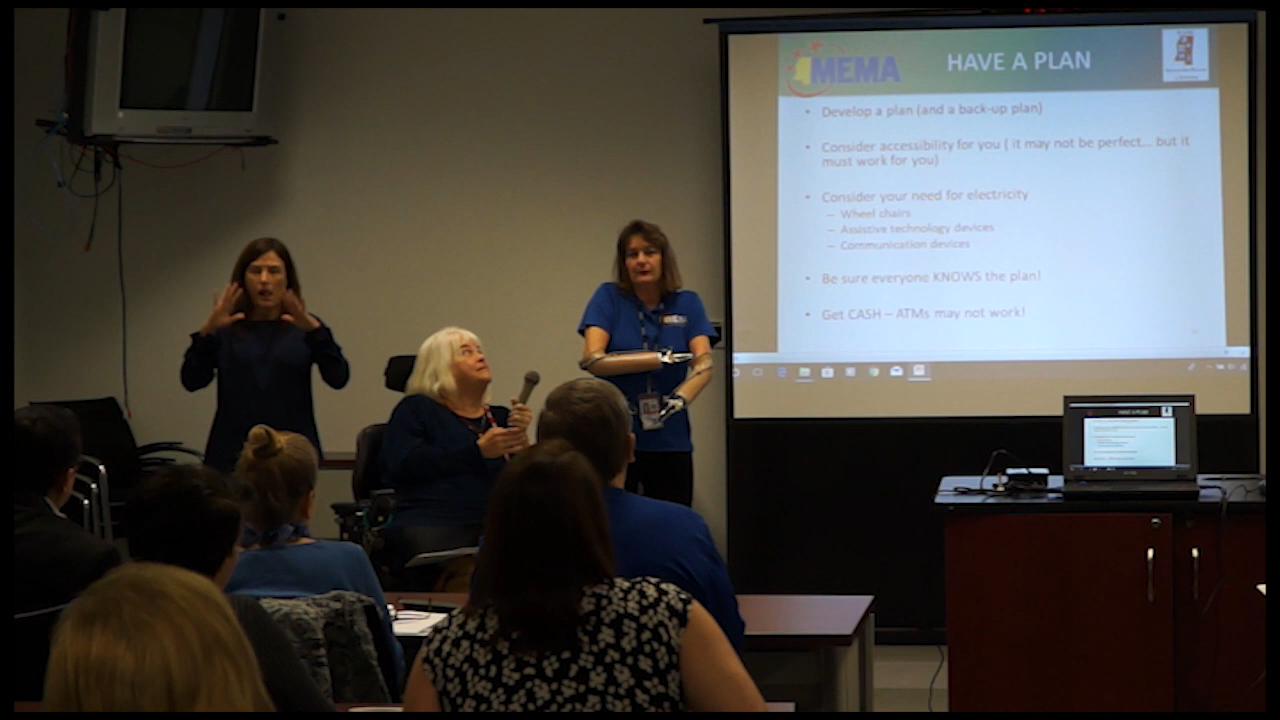 MEMA
HAVE A PLAN
• Develop a plan (and a back-up plan)
• Consider accessibility for you ( it may not be perfect... but it
must work for you)
• Consider your need for electricity
– Wheel chairs
– Assistive technology devices
– Communication devices
• Be sure everyone KNOWS the plan!
• Get CASH – ATMs may not work!
HAVE A PLAN